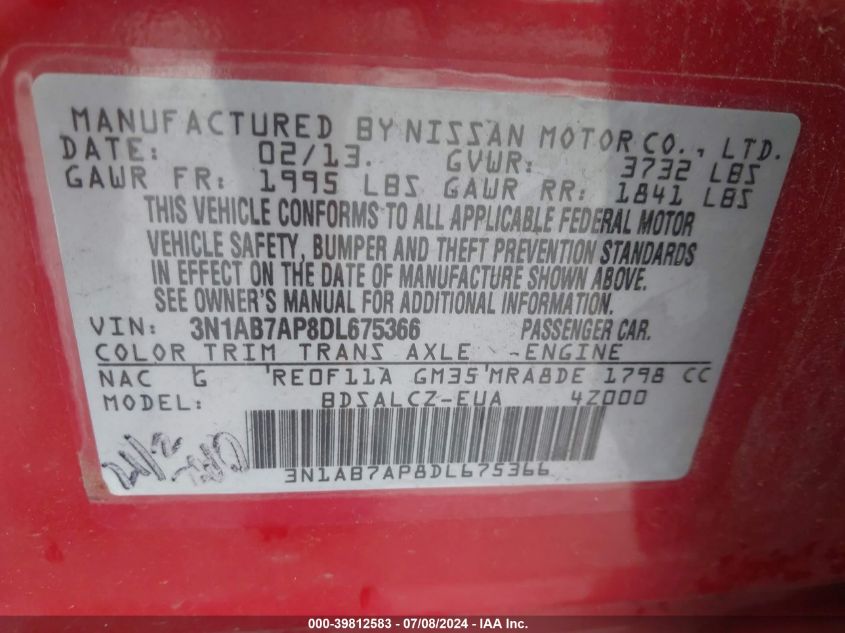 MANUFACTURED BY NISSAN MOTOR CO., LTD.
DATE: 02/13. GVWR: 3732 LBS
GAWR FR: 1995 LBS GAWR RR: 1841 LBS
THIS VEHICLE CONFORMS TO ALL APPLICABLE FEDERAL MOTOR
VEHICLE SAFETY, BUMPER AND THEFT PREVENTION STANDARDS
IN EFFECT ON THE DATE OF MANUFACTURE SHOWN ABOVE.
SEE OWNER'S MANUAL FOR ADDITIONAL INFORMATION.
VIN: 3N1AB7AP8DL675366 PASSENGER CAR.
COLOR TRIM TRANS AXLE ENGINE
NAC G RE0F11A GM35 MRA8DE 1798 CC
MODEL: BDSALCZ-EUA 4Z000
3N1AB7AP8DL675366
000-39812583 / 07/08/2024 - IAA Inc.